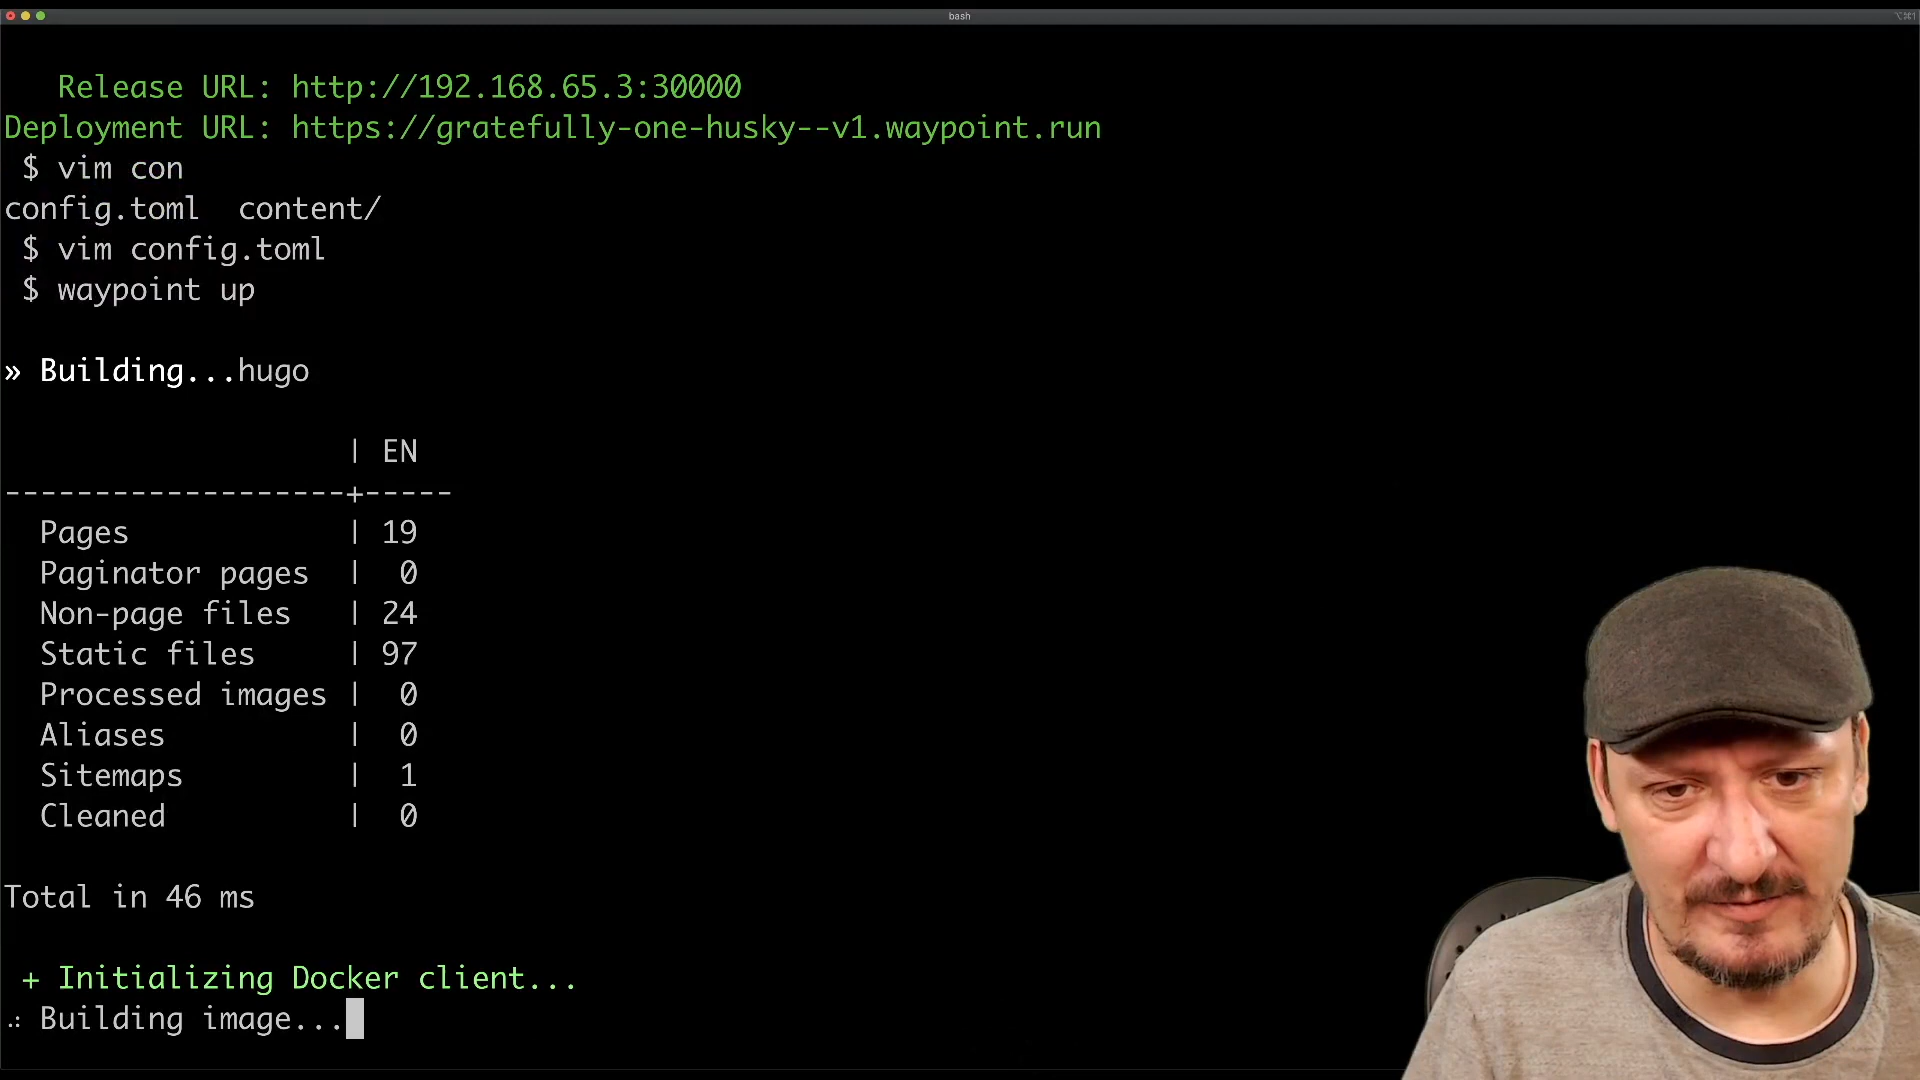 bash
⌥⌘1
Release URL: http://192.168.65.3:30000
Deployment URL: https://gratefully-one-husky--v1.waypoint.run
$ vim con
config.toml content/
$ vim config.toml
$ waypoint up
» Building...hugo
| EN
-------------------+-----
Pages | 19
Paginator pages | 0
Non-page files | 24
Static files | 97
Processed images | 0
Aliases | 0
Sitemaps | 1
Cleaned | 0
Total in 46 ms
+ Initializing Docker client...
Building image...